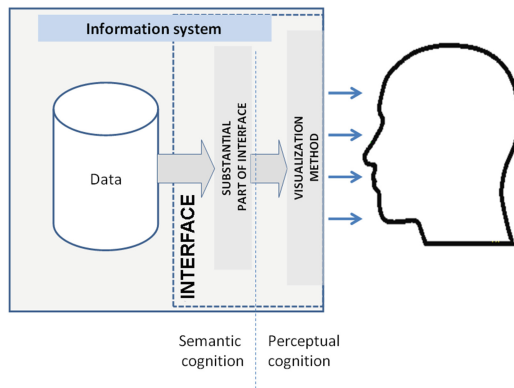 Information system
Data
INTERFACE
SUBSTANTIAL
PART OF INTERFACE
VISUALIZATION
METHOD
Semantic
cognition
Perceptual
cognition